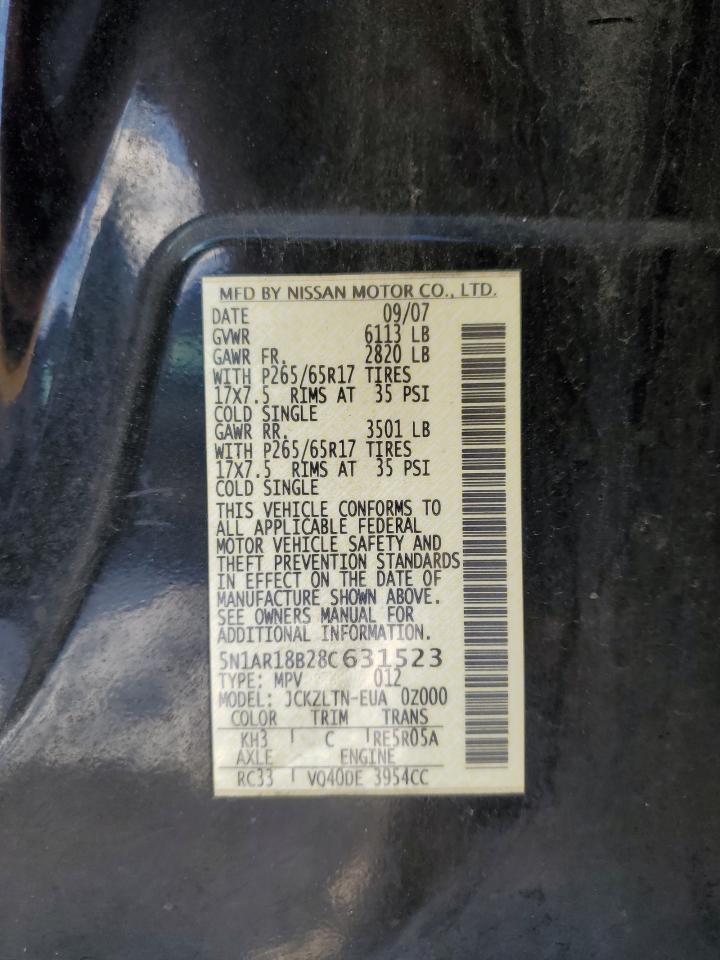 MFD BY NISSAN MOTOR CO., LTD.
DATE 09/07
GVWR 6113 LB
GAWR FR. 2820 LB
WITH P265/65R17 TIRES
17X7.5 RIMS AT 35 PSI
COLD SINGLE
GAWR RR. 3501 LB
WITH P265/65R17 TIRES
17X7.5 RIMS AT 35 PSI
COLD SINGLE
THIS VEHICLE CONFORMS TO
ALL APPLICABLE FEDERAL
MOTOR VEHICLE SAFETY AND
THEFT PREVENTION STANDARDS
IN EFFECT ON THE DATE OF
MANUFACTURE SHOWN ABOVE.
SEE OWNERS MANUAL FOR
ADDITIONAL INFORMATION.
5N1AR18B28C631523
TYPE: MPV 012
MODEL: JCKZLTN-EUA 0Z000
COLOR TRIM TRANS
KH3 C RE5R05A
AXLE ENGINE
RC33 VQ40DE 3954CC